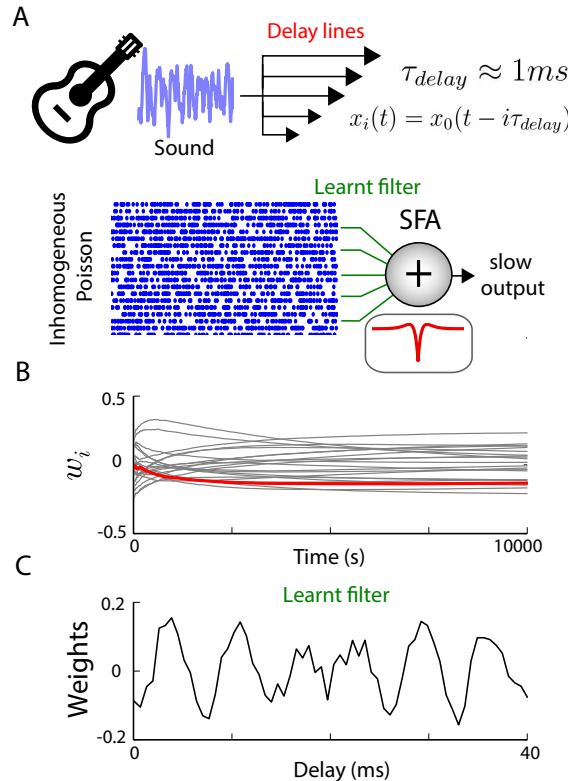 A
Delay lines
τ_delay ≈ 1ms
x_i(t) = x_0(t − iτ_delay)
Sound
Learnt filter
Inhomogeneous
Poisson
SFA
+
slow
output
B
0.5
0
-0.5
w_i
0
10000
Time (s)
C
Learnt filter
0.2
0
-0.2
Weights
0
40
Delay (ms)